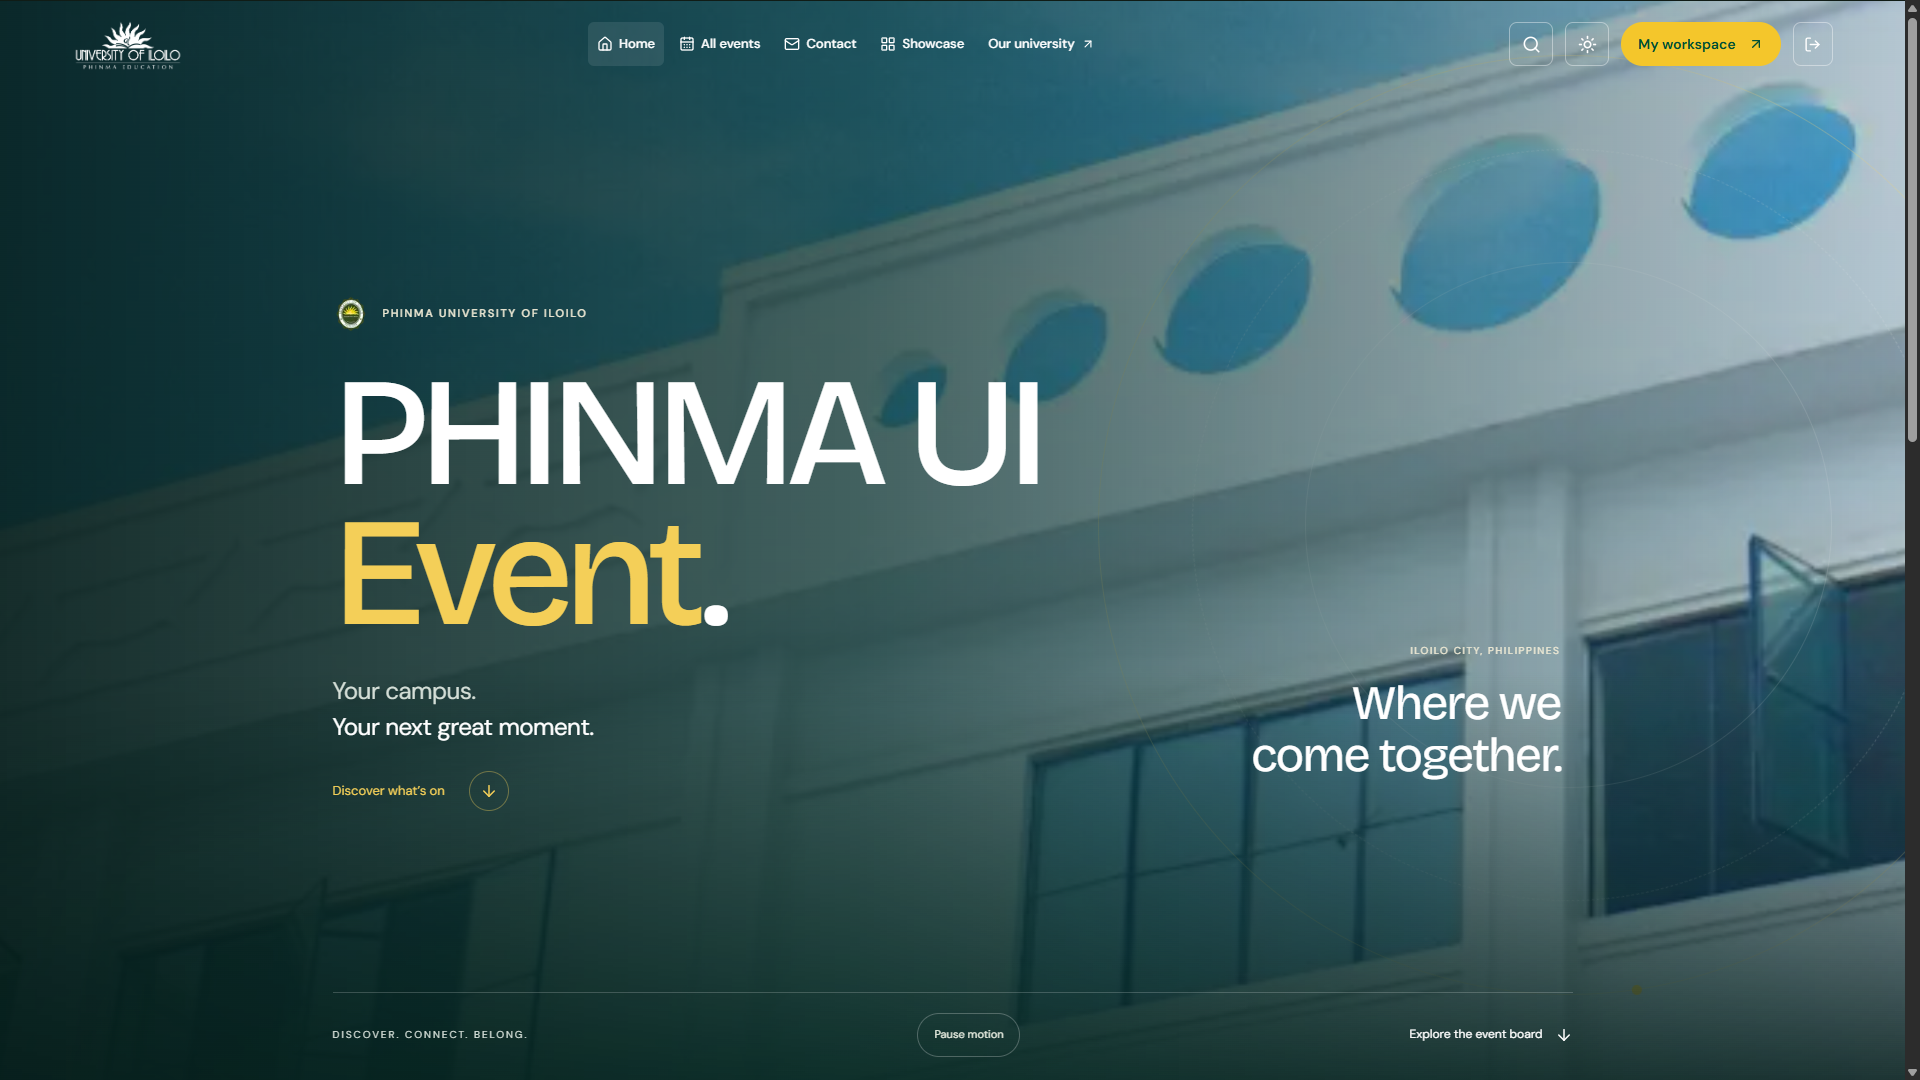 UNIVERSITY OF ILOILO
PHINMA EDUCATION
Home
All events
Contact
Showcase
Our university
My workspace
PHINMA UNIVERSITY OF ILOILO
PHINMA UI
Event.
Your campus.
Your next great moment.
Discover what's on
ILOILO CITY, PHILIPPINES
Where we
come together.
DISCOVER. CONNECT. BELONG.
Pause motion
Explore the event board